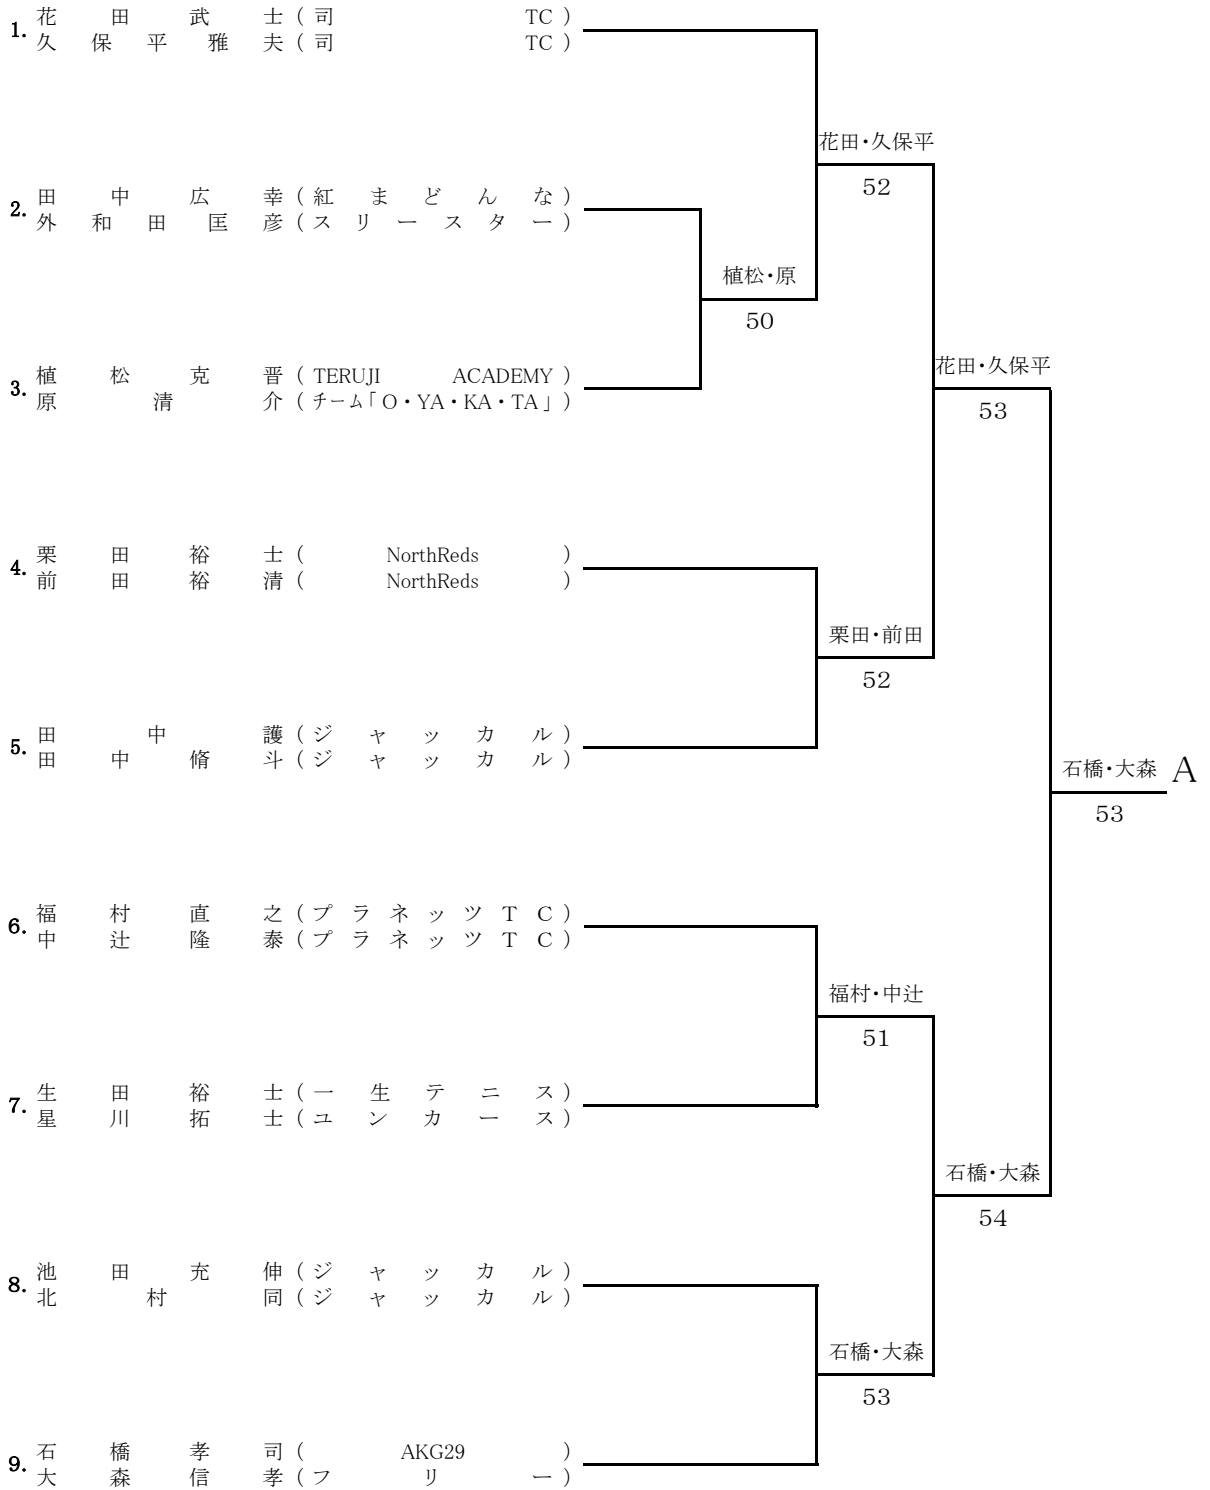 1. 花田武士(司TC)
久保平雅夫(司TC)
花田・久保平
52
2. 田中広幸(紅まどんな)
外和田匡彦(スリースター)
植松・原
50
3. 植松克晋(TERUJI ACADEMY)
原清介(チーム「O・YA・KA・TA」)
花田・久保平
53
4. 栗田裕士(NorthReds)
前田裕清(NorthReds)
栗田・前田
52
5. 田中護(ジャッカル)
田中脩斗(ジャッカル)
石橋・大森 A
53
6. 福村直之(プラネッツTC)
中辻隆泰(プラネッツTC)
福村・中辻
51
7. 生田裕士(一生テニス)
星川拓士(ユンカース)
石橋・大森
54
8. 池田充伸(ジャッカル)
北村同(ジャッカル)
石橋・大森
53
9. 石橋孝司(AKG29)
大森信孝(フリー)